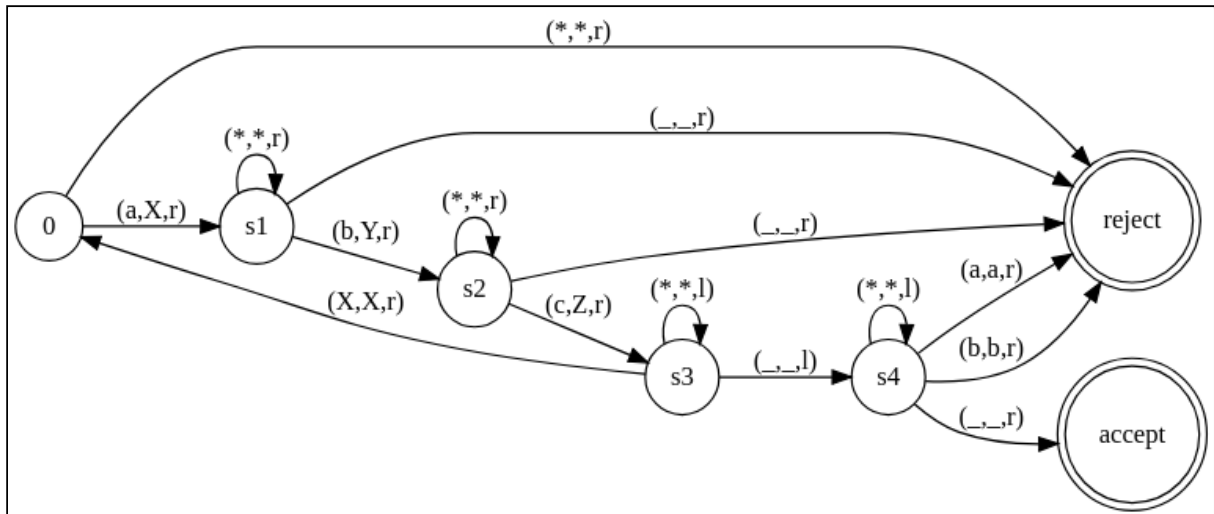 (*,*,r)
(_,_,r)
(*,*,r)
(a,X,r)
0
s1
(*,*,r)
(b,Y,r)
(_,_,r)
reject
s2
(a,a,r)
(X,X,r)
(c,Z,r)
(*,*,l)
(*,*,l)
(b,b,r)
s3
(_,_,l)
s4
(_,_,r)
accept